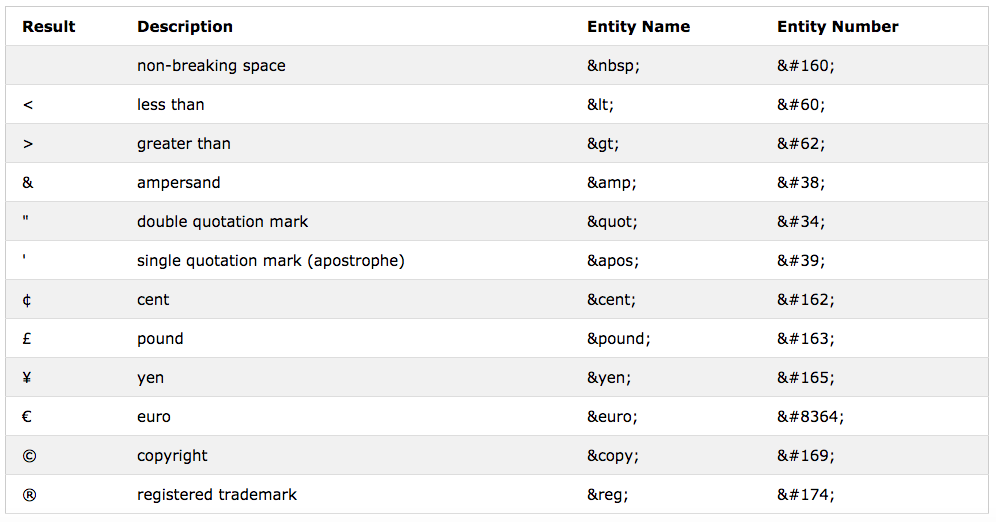 Result Description Entity Name Entity Number
non-breaking space &nbsp; &#160;
< less than &lt; &#60;
> greater than &gt; &#62;
& ampersand &amp; &#38;
" double quotation mark &quot; &#34;
' single quotation mark (apostrophe) &apos; &#39;
¢ cent &cent; &#162;
£ pound &pound; &#163;
¥ yen &yen; &#165;
€ euro &euro; &#8364;
© copyright &copy; &#169;
® registered trademark &reg; &#174;